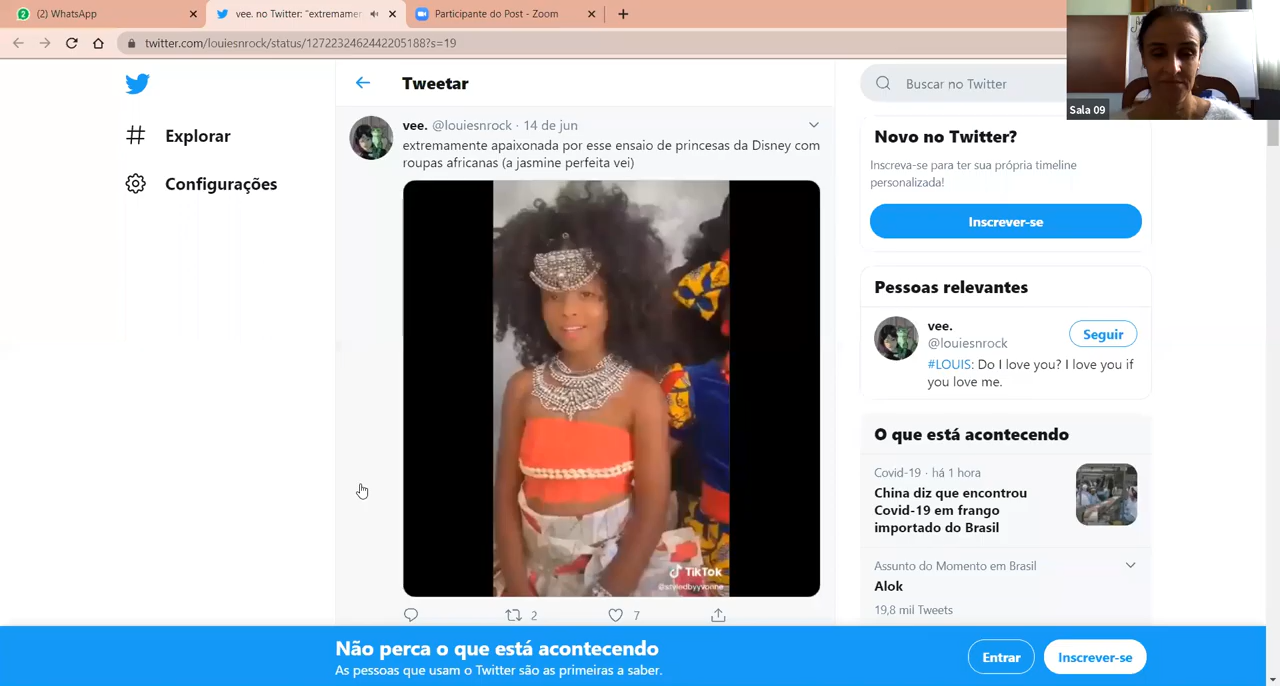 (2) WhatsApp
vee. no Twitter: "extremamer
Participante do Post - Zoom
twitter.com/louiesnrock/status/1272232462442205188?s=19
Sala 09
Tweetar
Buscar no Twitter
Explorar
Configurações
vee. @louiesnrock · 14 de jun
extremamente apaixonada por esse ensaio de princesas da Disney com
roupas africanas (a jasmine perfeita vei)
TikTok
@styledbyyvonne
2
7
Novo no Twitter?
Inscreva-se para ter sua própria timeline
personalizada!
Inscrever-se
Pessoas relevantes
vee.
@louiesnrock
Seguir
#LOUIS: Do I love you? I love you if
you love me.
O que está acontecendo
Covid-19 · há 1 hora
China diz que encontrou
Covid-19 em frango
importado do Brasil
Assunto do Momento em Brasil
Alok
19,8 mil Tweets
Não perca o que está acontecendo
As pessoas que usam o Twitter são as primeiras a saber.
Entrar
Inscrever-se